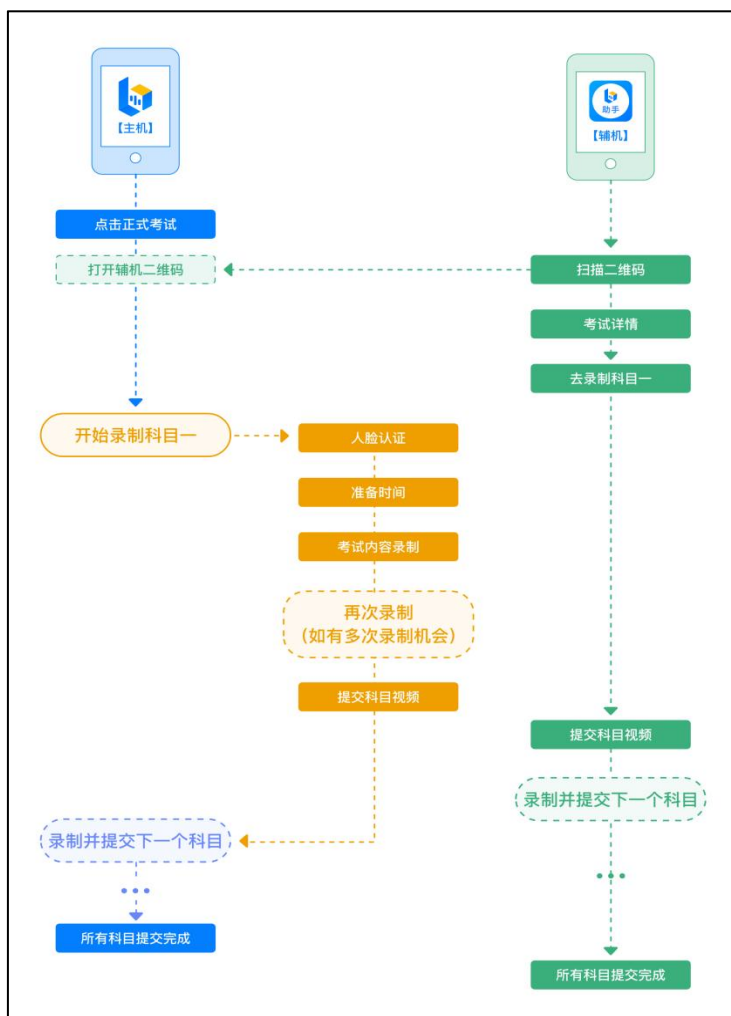 【主机】
助手
【辅机】
点击正式考试
打开辅机二维码
扫描二维码
考试详情
去录制科目一
开始录制科目一
人脸认证
准备时间
考试内容录制
再次录制
（如有多次录制机会）
提交科目视频
提交科目视频
录制并提交下一个科目
录制并提交下一个科目
所有科目提交完成
所有科目提交完成